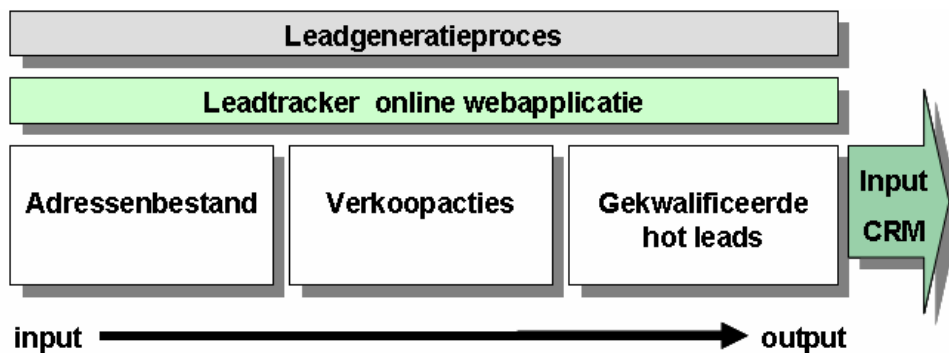 Leadgeneratieproces
Leadtracker online webapplicatie
Adressenbestand
Verkoopacties
Gekwalificeerde
hot leads
Input
CRM
input
output